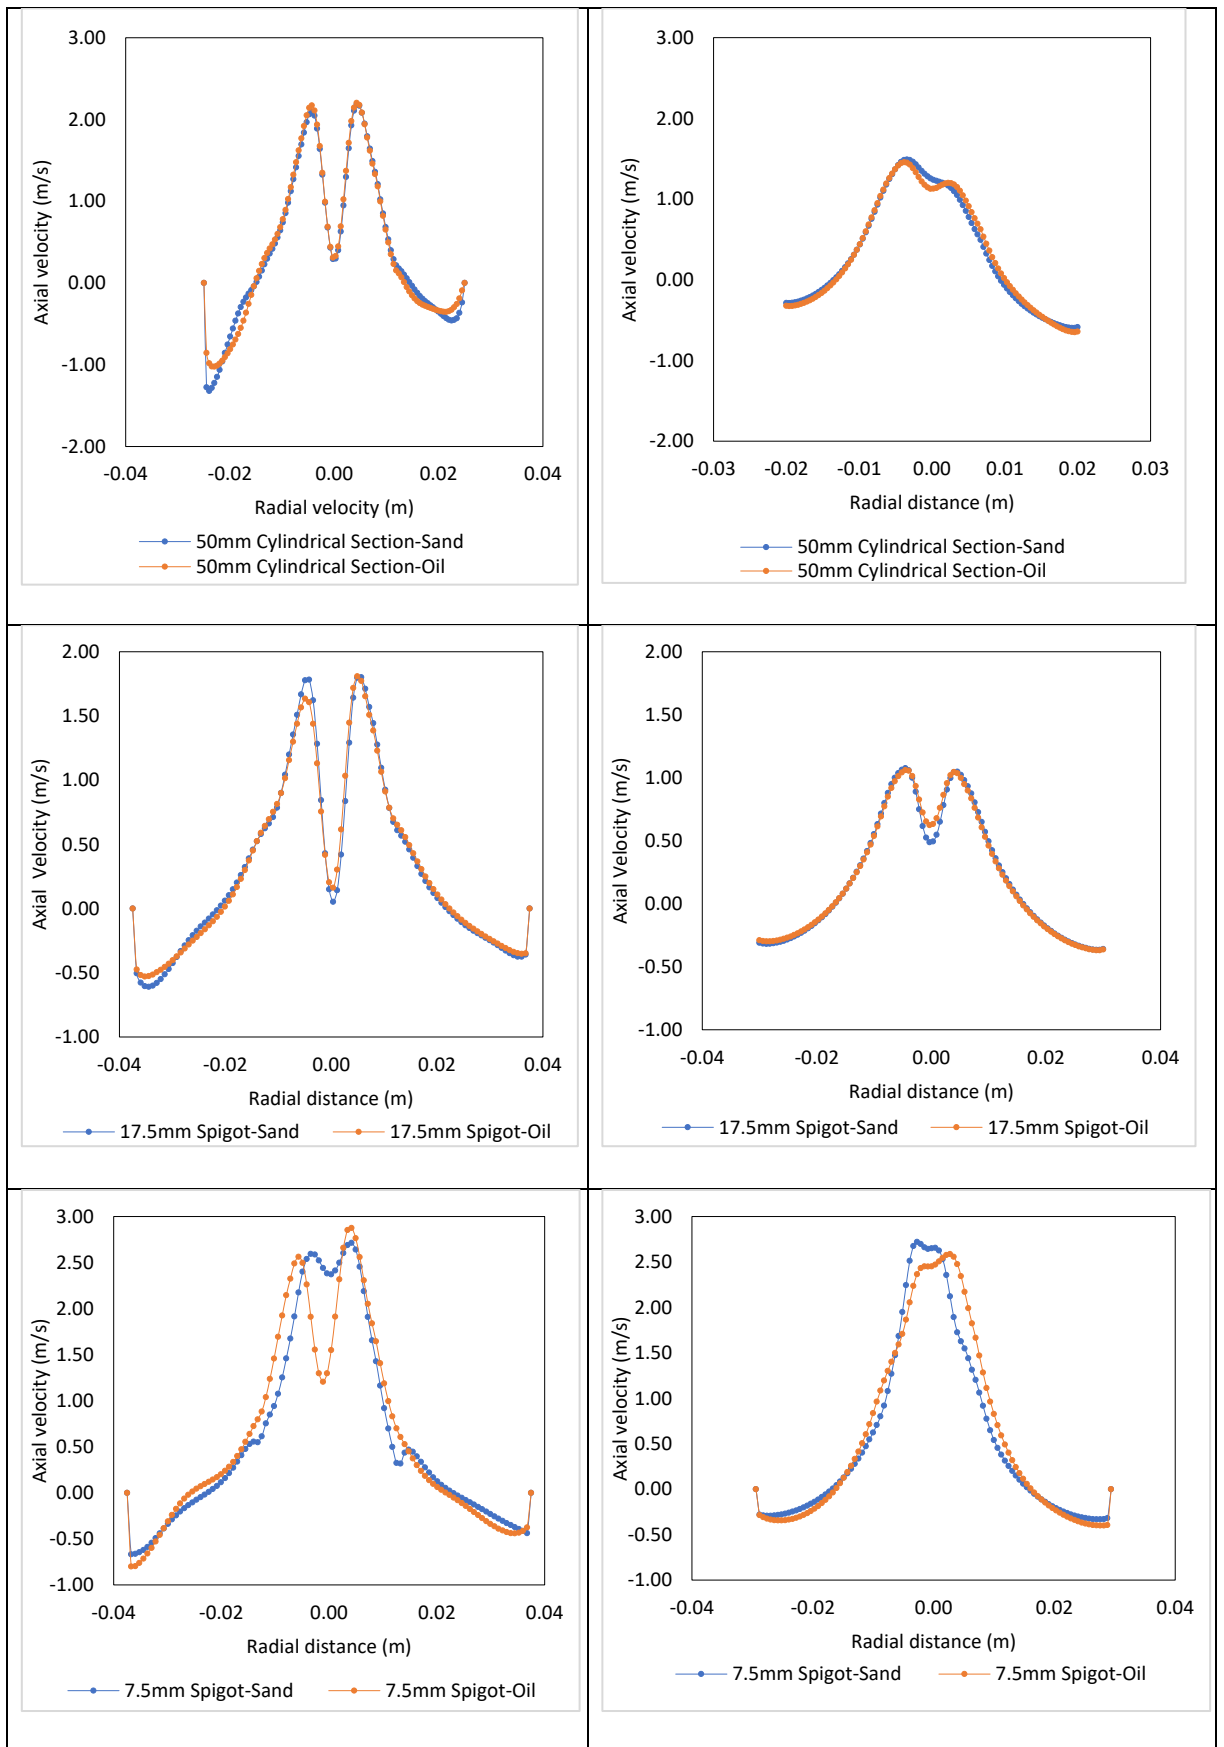 3.00
2.00
1.00
0.00
-1.00
-2.00
Axial velocity (m/s)
-0.04 -0.02 0.00 0.02 0.04
Radial velocity (m)
50mm Cylindrical Section-Sand
50mm Cylindrical Section-Oil
3.00
2.00
1.00
0.00
-1.00
-2.00
Axial velocity (m/s)
-0.03 -0.02 -0.01 0.00 0.01 0.02 0.03
Radial distance (m)
50mm Cylindrical Section-Sand
50mm Cylindrical Section-Oil
2.00
1.50
1.00
0.50
0.00
-0.50
-1.00
Axial Velocity (m/s)
-0.04 -0.02 0.00 0.02 0.04
Radial distance (m)
17.5mm Spigot-Sand 17.5mm Spigot-Oil
2.00
1.50
1.00
0.50
0.00
-0.50
-1.00
Axial Velocity (m/s)
-0.04 -0.02 0.00 0.02 0.04
Radial distance (m)
17.5mm Spigot-Sand 17.5mm Spigot-Oil
3.00
2.50
2.00
1.50
1.00
0.50
0.00
-0.50
-1.00
Axial velocity (m/s)
-0.04 -0.02 0.00 0.02 0.04
Radial distance (m)
7.5mm Spigot-Sand 7.5mm Spigot-Oil
3.00
2.50
2.00
1.50
1.00
0.50
0.00
-0.50
-1.00
Axial velocity (m/s)
-0.04 -0.02 0.00 0.02 0.04
Radial distance (m)
7.5mm Spigot-Sand 7.5mm Spigot-Oil